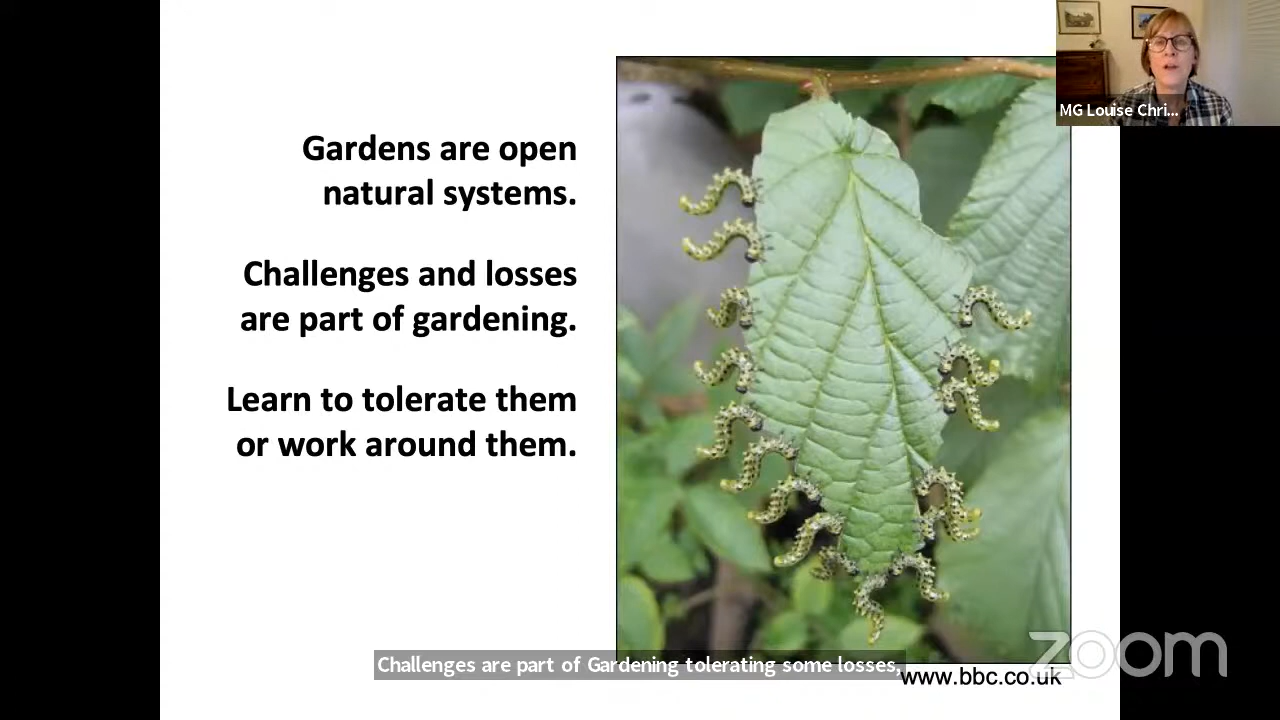 MG Louise Chri...
Gardens are open
natural systems.
Challenges and losses
are part of gardening.
Learn to tolerate them
or work around them.
Challenges are part of Gardening tolerating some losses,
www.bbc.co.uk
zoom